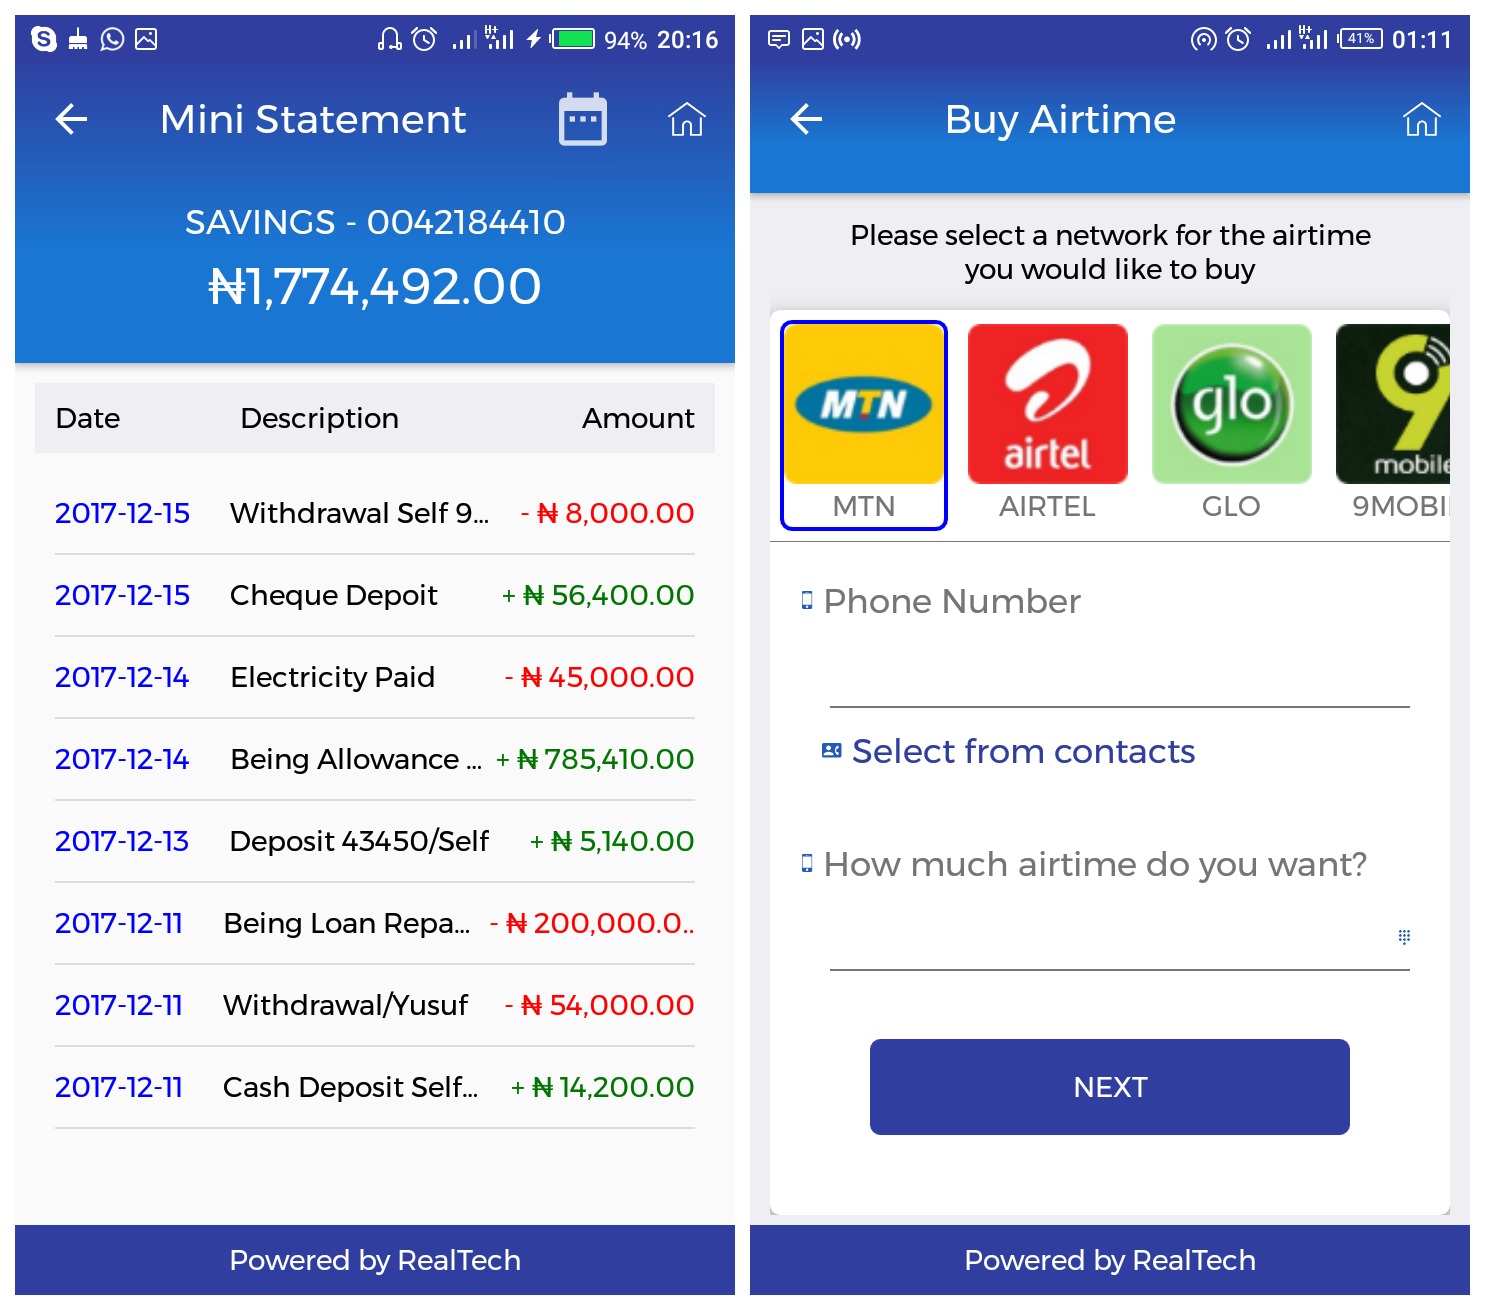 94% 20:16
Mini Statement
SAVINGS - 0042184410
₦1,774,492.00
Date Description Amount
2017-12-15 Withdrawal Self 9... - ₦ 8,000.00
2017-12-15 Cheque Depoit + ₦ 56,400.00
2017-12-14 Electricity Paid - ₦ 45,000.00
2017-12-14 Being Allowance ... + ₦ 785,410.00
2017-12-13 Deposit 43450/Self + ₦ 5,140.00
2017-12-11 Being Loan Repa... - ₦ 200,000.0..
2017-12-11 Withdrawal/Yusuf - ₦ 54,000.00
2017-12-11 Cash Deposit Self... + ₦ 14,200.00
Powered by RealTech
41% 01:11
Buy Airtime
Please select a network for the airtime
you would like to buy
MTN airtel glo 9 mobile
MTN AIRTEL GLO 9MOBI
Phone Number
Select from contacts
How much airtime do you want?
NEXT
Powered by RealTech